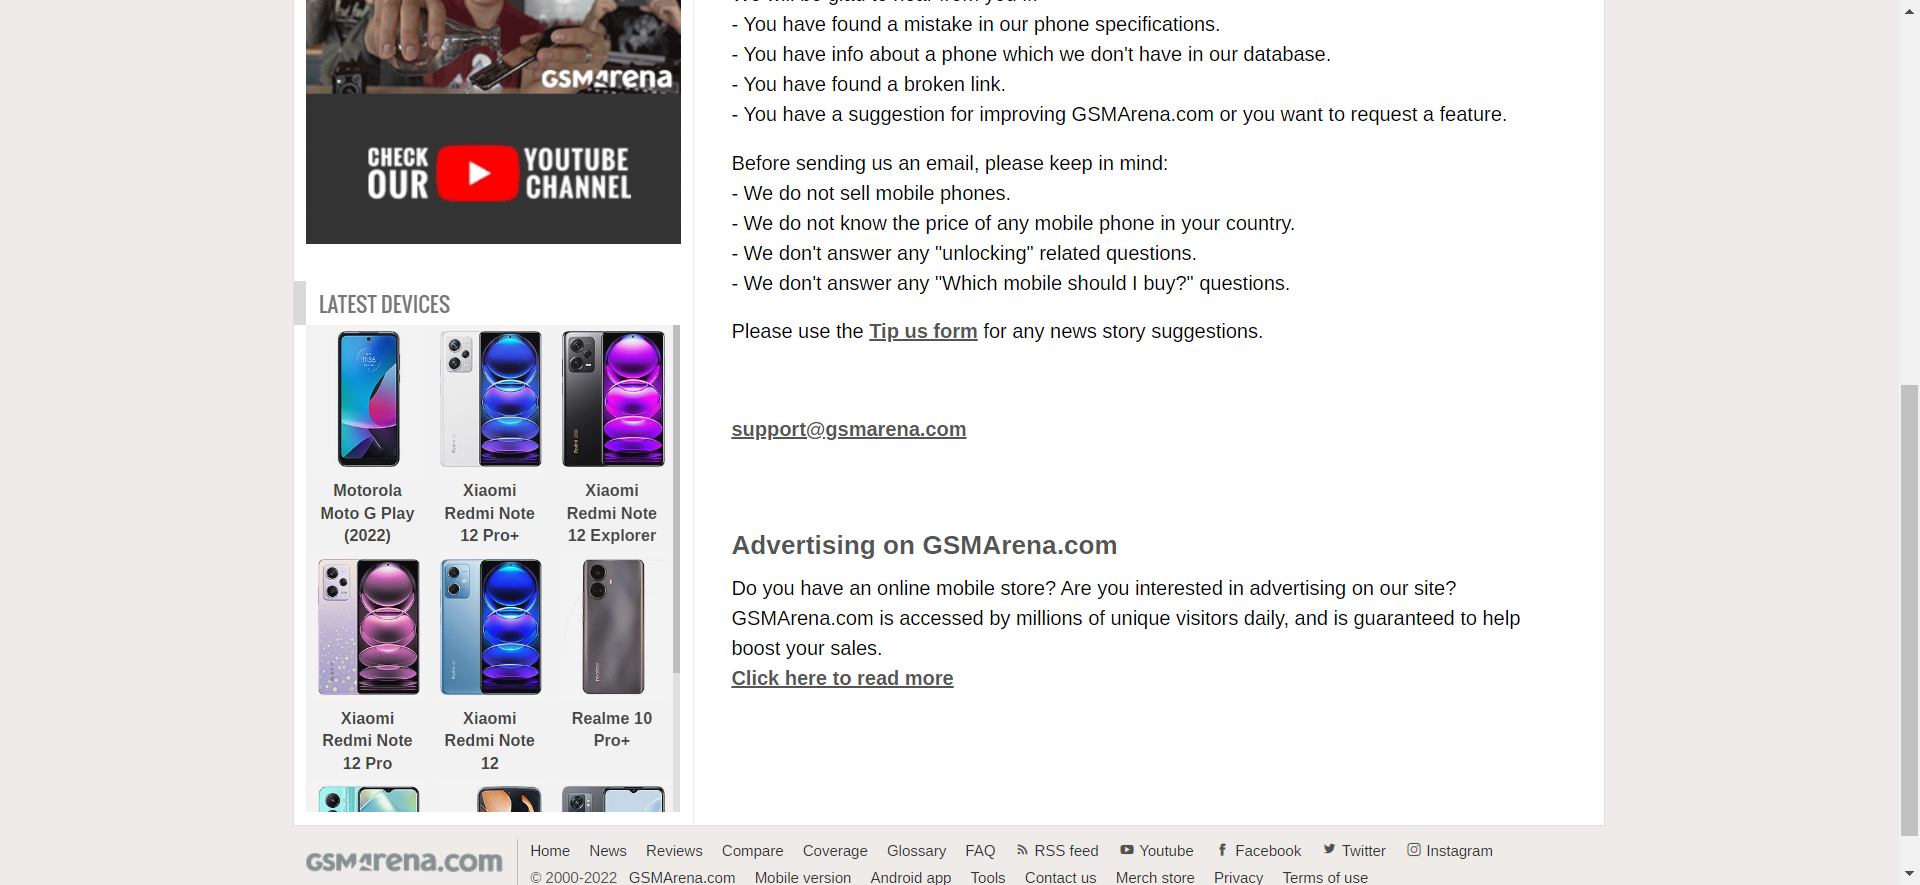 GSMArena
CHECK OUR YOUTUBE CHANNEL
LATEST DEVICES
Motorola
Moto G Play
(2022)
Xiaomi
Redmi Note
12 Pro+
Xiaomi
Redmi Note
12 Explorer
Xiaomi
Redmi Note
12 Pro
Xiaomi
Redmi Note
12
Realme 10
Pro+
- You have found a mistake in our phone specifications.
- You have info about a phone which we don't have in our database.
- You have found a broken link.
- You have a suggestion for improving GSMArena.com or you want to request a feature.
Before sending us an email, please keep in mind:
- We do not sell mobile phones.
- We do not know the price of any mobile phone in your country.
- We don't answer any "unlocking" related questions.
- We don't answer any "Which mobile should I buy?" questions.
Please use the Tip us form for any news story suggestions.
support@gsmarena.com
Advertising on GSMArena.com
Do you have an online mobile store? Are you interested in advertising on our site?
GSMArena.com is accessed by millions of unique visitors daily, and is guaranteed to help
boost your sales.
Click here to read more
GSMArena.com
Home News Reviews Compare Coverage Glossary FAQ RSS feed Youtube Facebook Twitter Instagram
© 2000-2022 GSMArena.com Mobile version Android app Tools Contact us Merch store Privacy Terms of use